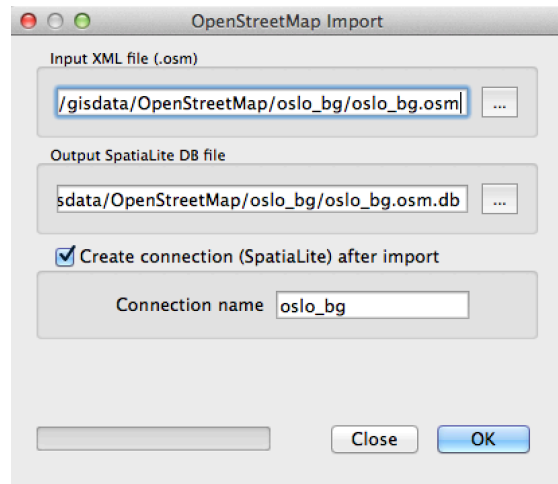 OpenStreetMap Import
Input XML file (.osm)
/gisdata/OpenStreetMap/oslo_bg/oslo_bg.osm
...
Output SpatiaLite DB file
sdata/OpenStreetMap/oslo_bg/oslo_bg.osm.db
...
Create connection (SpatiaLite) after import
Connection name oslo_bg
Close OK